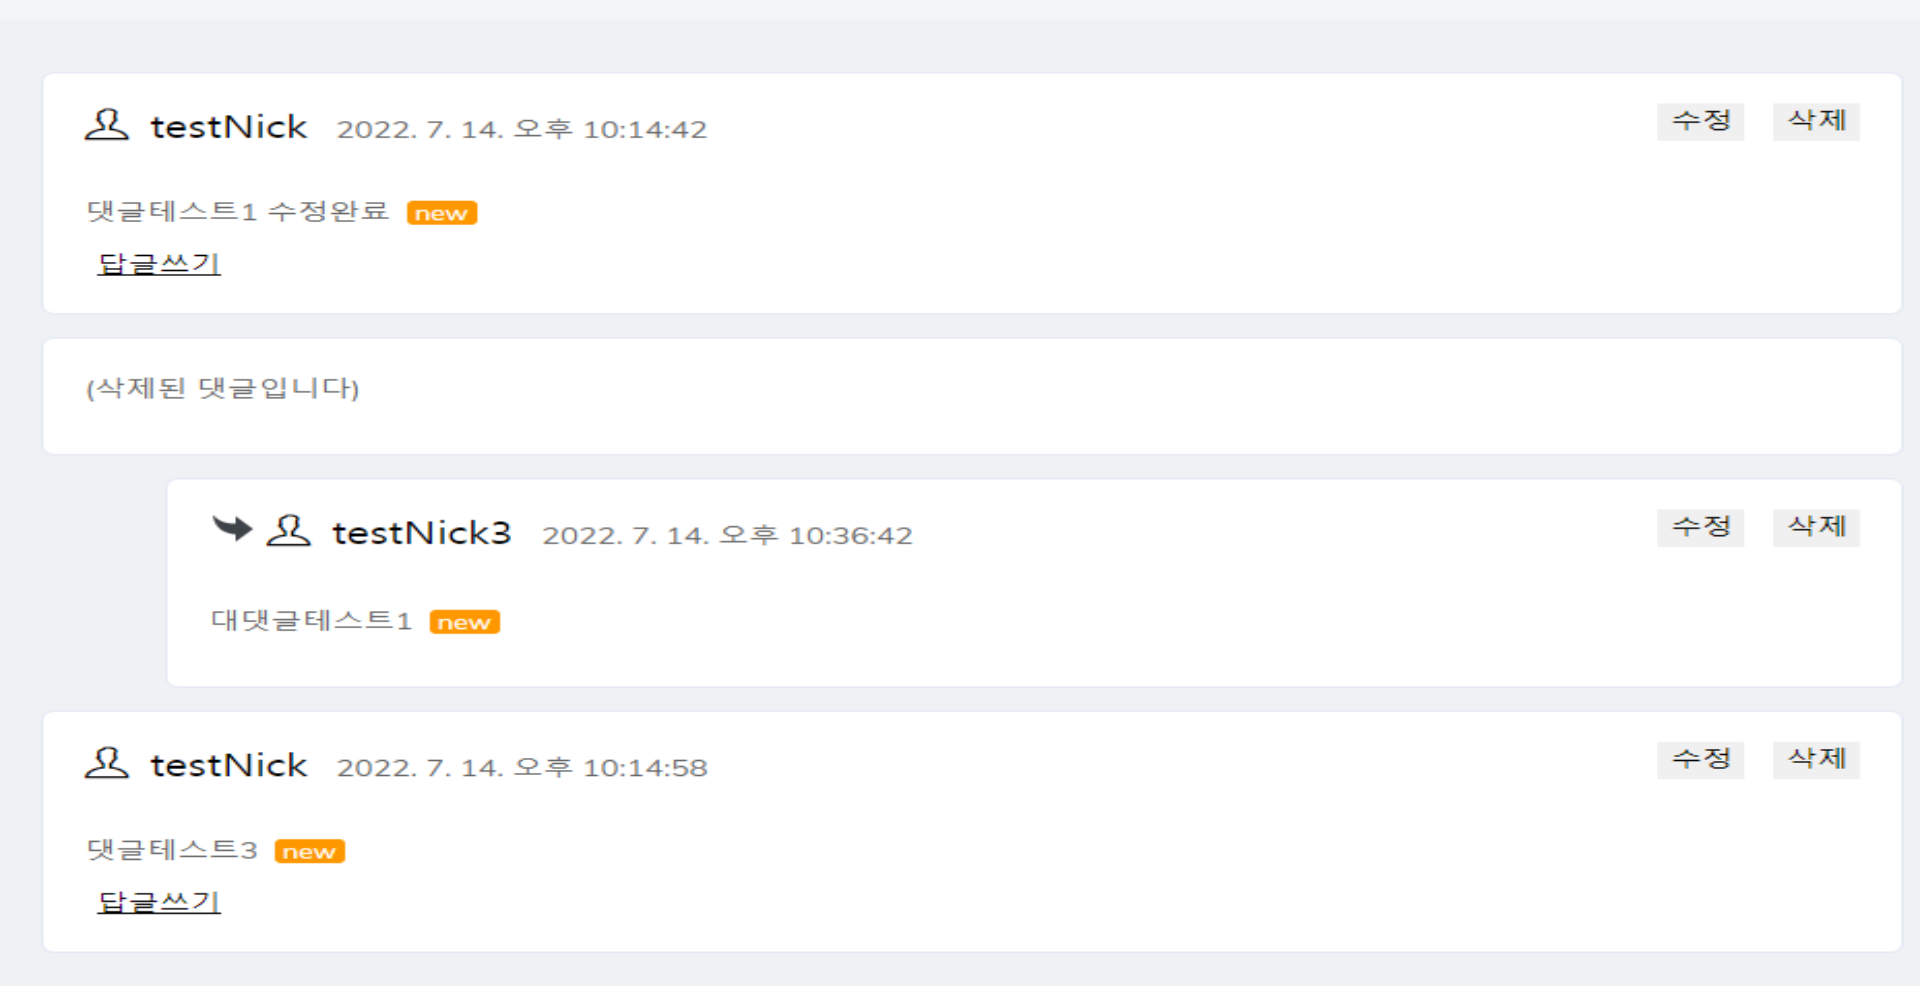 testNick 2022. 7. 14. 오후 10:14:42 수정 삭제
댓글테스트1 수정완료 new
답글쓰기
(삭제된 댓글입니다)
testNick3 2022. 7. 14. 오후 10:36:42 수정 삭제
대댓글테스트1 new
testNick 2022. 7. 14. 오후 10:14:58 수정 삭제
댓글테스트3 new
답글쓰기